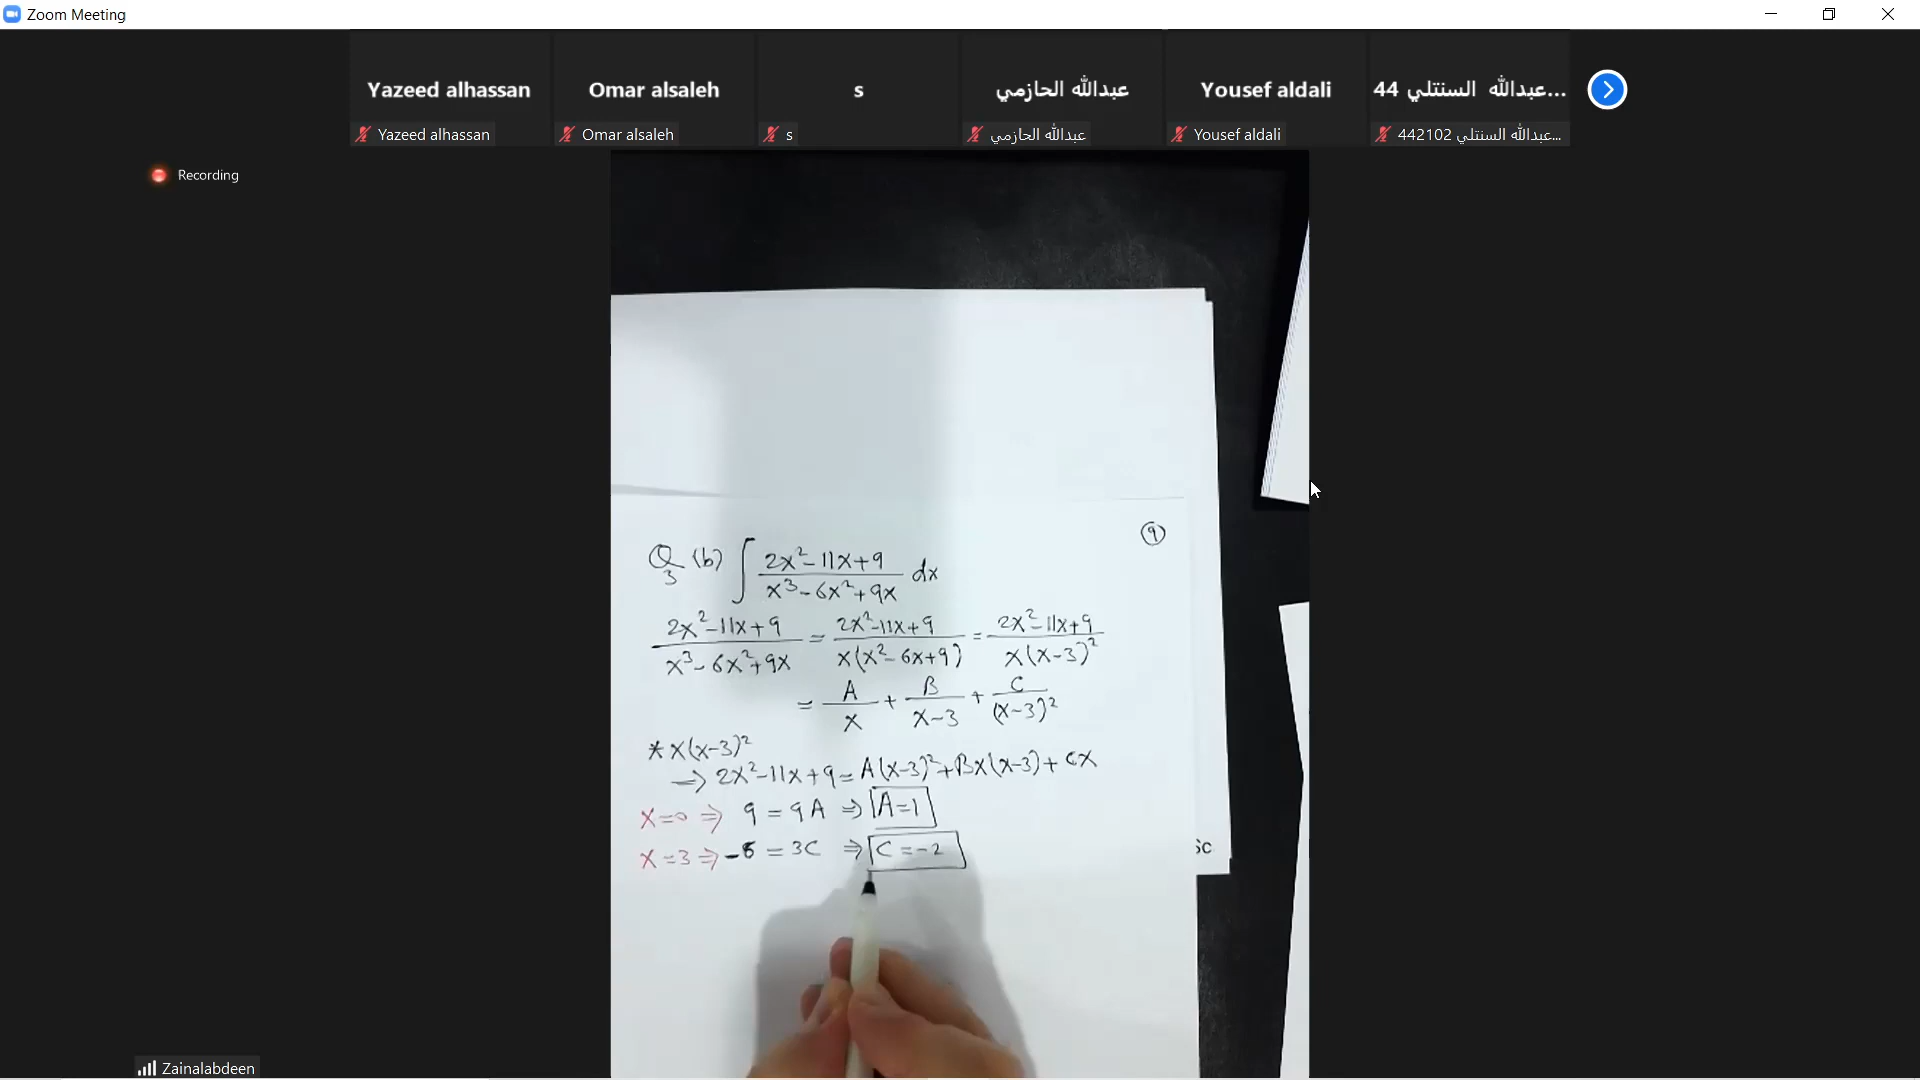 Zoom Meeting
Yazeed alhassan
Omar alsaleh
s
عبدالله الحازمي
Yousef aldali
44 عبدالله السنتلي...
Yazeed alhassan
Omar alsaleh
s
عبدالله الحازمي
Yousef aldali
442102 عبدالله السنتلي...
Recording
9
Q3 (b) ∫ (2x²-11x+9)/(x³-6x²+9x) dx
(2x²-11x+9)/(x³-6x²+9x) = (2x²-11x+9)/(x(x²-6x+9)) = (2x²-11x+9)/(x(x-3)²)
= A/x + B/(x-3) + C/(x-3)²
* x(x-3)²
⇒ 2x²-11x+9 = A(x-3)²+Bx(x-3)+Cx
x=0 ⇒ 9 = 9A ⇒ A=1
x=3 ⇒ -6 = 3C ⇒ C=-2
Sc
Zainalabdeen